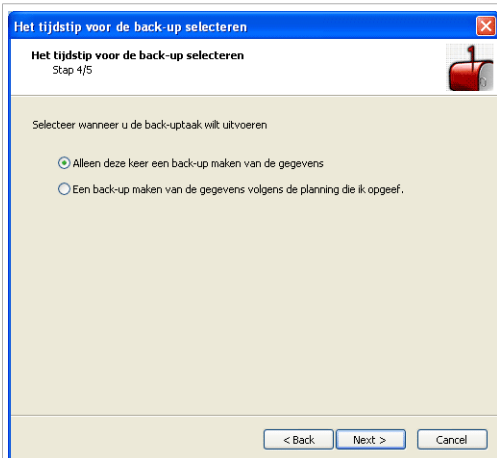 Het tijdstip voor de back-up selecteren
Het tijdstip voor de back-up selecteren
Stap 4/5
Selecteer wanneer u de back-uptaak wilt uitvoeren
Alleen deze keer een back-up maken van de gegevens
Een back-up maken van de gegevens volgens de planning die ik opgeef.
< Back Next > Cancel